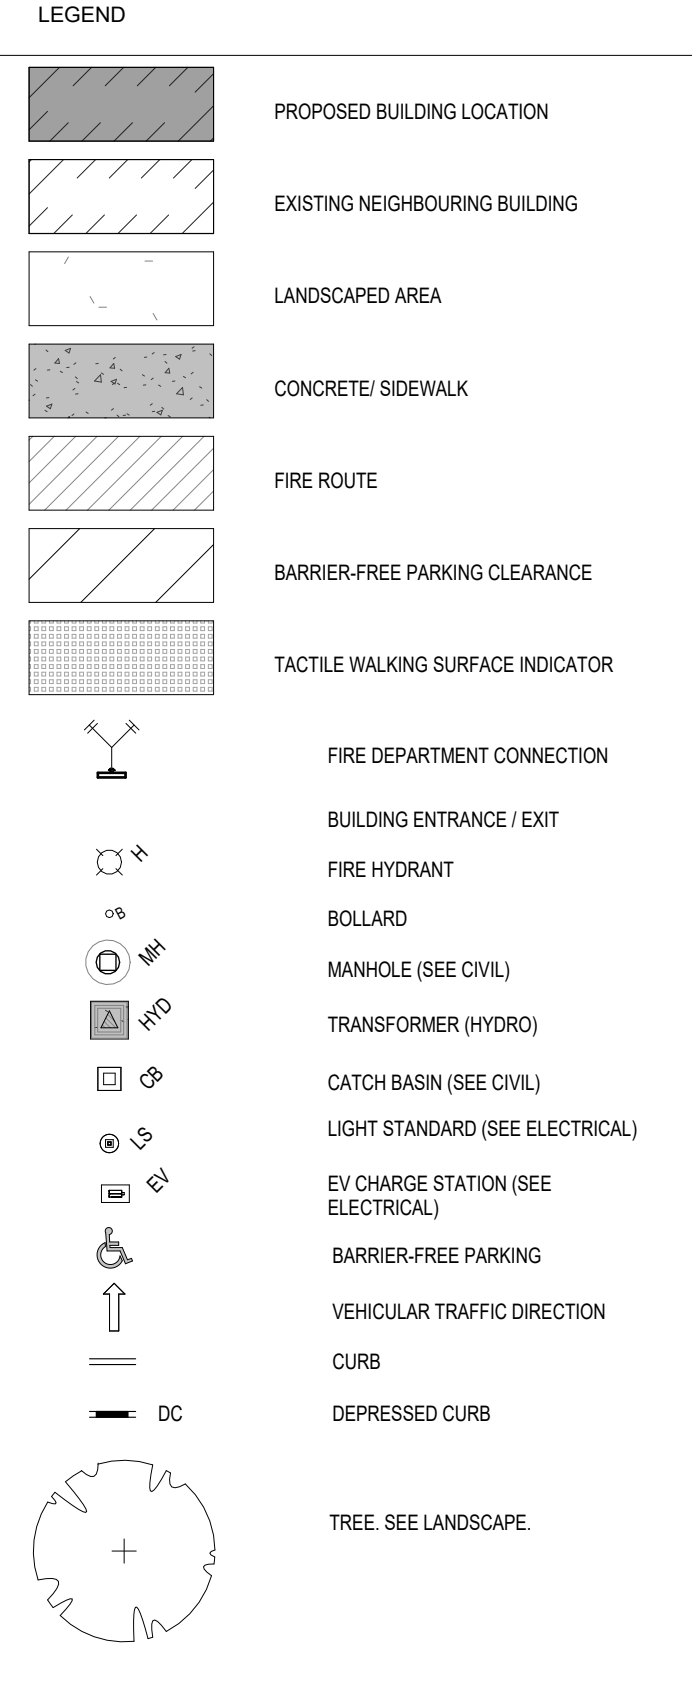 LEGEND
PROPOSED BUILDING LOCATION
EXISTING NEIGHBOURING BUILDING
LANDSCAPED AREA
CONCRETE/ SIDEWALK
FIRE ROUTE
BARRIER-FREE PARKING CLEARANCE
TACTILE WALKING SURFACE INDICATOR
FIRE DEPARTMENT CONNECTION
BUILDING ENTRANCE / EXIT
H
FIRE HYDRANT
B
BOLLARD
MH
MANHOLE (SEE CIVIL)
HYD
TRANSFORMER (HYDRO)
CB
CATCH BASIN (SEE CIVIL)
LS
LIGHT STANDARD (SEE ELECTRICAL)
EV
EV CHARGE STATION (SEE
ELECTRICAL)
BARRIER-FREE PARKING
VEHICULAR TRAFFIC DIRECTION
CURB
DC
DEPRESSED CURB
TREE. SEE LANDSCAPE.